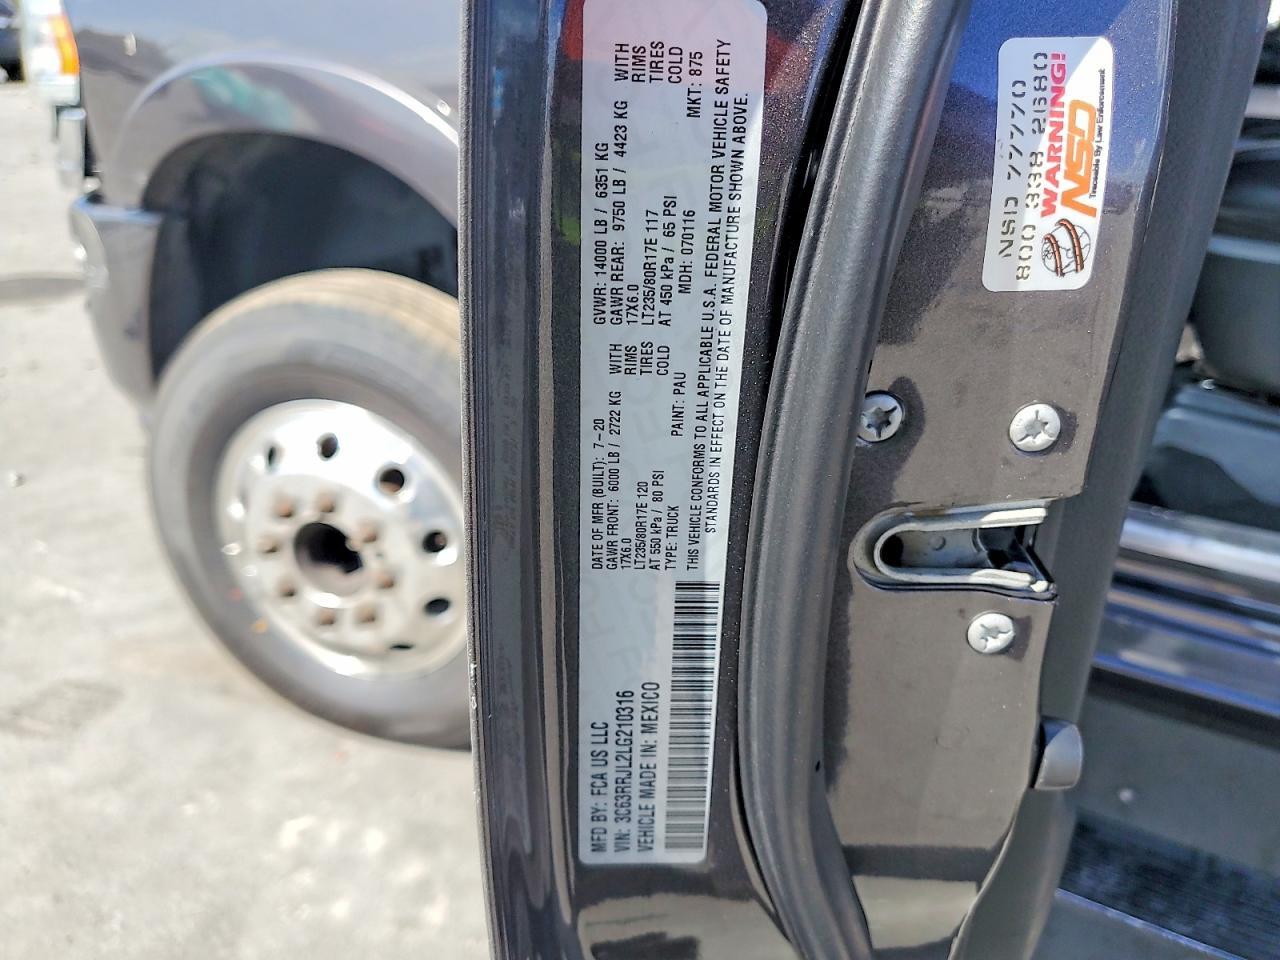 MFD BY: FCA US LLC
VIN: 3C63RRJL2LG210316
VEHICLE MADE IN: MEXICO
DATE OF MFR (BUILT): 7-20
GAWR FRONT: 6000 LB / 2722 KG WITH
17X6.0 RIMS
LT235/80R17E 120 TIRES
AT 550 kPa / 80 PSI COLD
TYPE: TRUCK PAINT: PAU
GVWR: 14000 LB / 6351 KG
GAWR REAR: 9750 LB / 4423 KG WITH
17X6.0 RIMS
LT235/80R17E 117 TIRES
AT 450 kPa / 65 PSI COLD
MDH: 070116 MKT: 875
THIS VEHICLE CONFORMS TO ALL APPLICABLE U.S.A. FEDERAL MOTOR VEHICLE SAFETY
STANDARDS IN EFFECT ON THE DATE OF MANUFACTURE SHOWN ABOVE.
NSD 77770
800 338 2680
WARNING!
NSD
Traceable By Law Enforcement